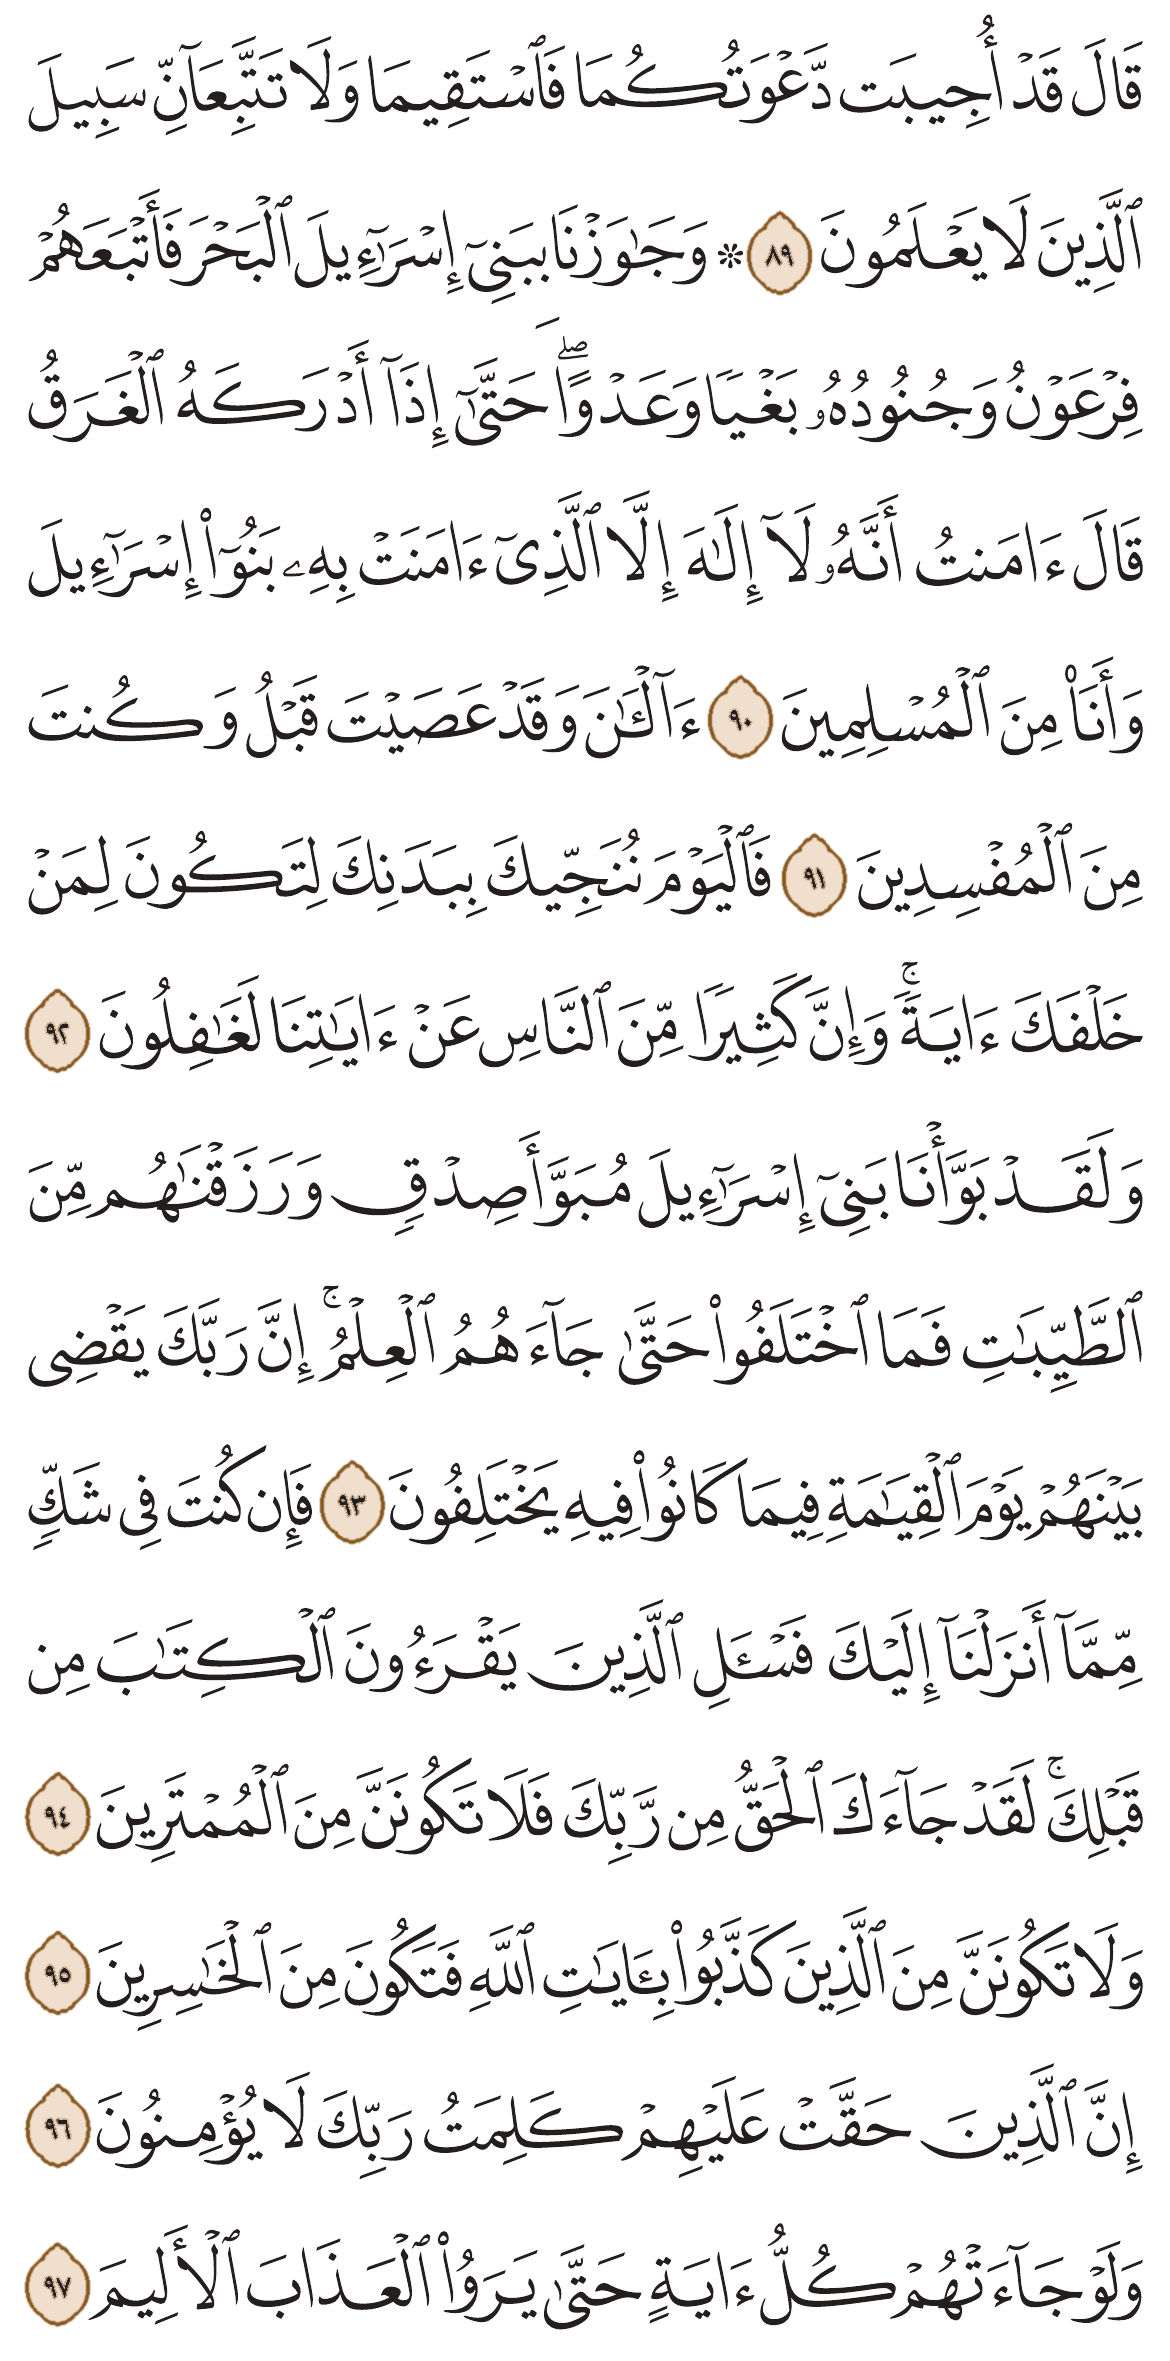 قَالَ قَدۡ أُجِيبَت دَّعۡوَتُكُمَا فَٱسۡتَقِيمَا وَلَا تَتَّبِعَآنِّ سَبِيلَ
ٱلَّذِينَ لَا يَعۡلَمُونَ ٨٩ ۞ وَجَٰوَزۡنَا بِبَنِيٓ إِسۡرَٰٓءِيلَ ٱلۡبَحۡرَ فَأَتۡبَعَهُمۡ
فِرۡعَوۡنُ وَجُنُودُهُۥ بَغۡيٗا وَعَدۡوًاۖ حَتَّىٰٓ إِذَآ أَدۡرَكَهُ ٱلۡغَرَقُ
قَالَ ءَامَنتُ أَنَّهُۥ لَآ إِلَٰهَ إِلَّا ٱلَّذِيٓ ءَامَنَتۡ بِهِۦ بَنُوٓاْ إِسۡرَٰٓءِيلَ
وَأَنَا۠ مِنَ ٱلۡمُسۡلِمِينَ ٩٠ ءَآلۡـَٰٔنَ وَقَدۡ عَصَيۡتَ قَبۡلُ وَكُنتَ
مِنَ ٱلۡمُفۡسِدِينَ ٩١ فَٱلۡيَوۡمَ نُنَجِّيكَ بِبَدَنِكَ لِتَكُونَ لِمَنۡ
خَلۡفَكَ ءَايَةٗۚ وَإِنَّ كَثِيرٗا مِّنَ ٱلنَّاسِ عَنۡ ءَايَٰتِنَا لَغَٰفِلُونَ ٩٢
وَلَقَدۡ بَوَّأۡنَا بَنِيٓ إِسۡرَٰٓءِيلَ مُبَوَّأَ صِدۡقٖ وَرَزَقۡنَٰهُم مِّنَ
ٱلطَّيِّبَٰتِ فَمَا ٱخۡتَلَفُواْ حَتَّىٰ جَآءَهُمُ ٱلۡعِلۡمُۚ إِنَّ رَبَّكَ يَقۡضِي
بَيۡنَهُمۡ يَوۡمَ ٱلۡقِيَٰمَةِ فِيمَا كَانُواْ فِيهِ يَخۡتَلِفُونَ ٩٣ فَإِن كُنتَ فِي شَكّٖ
مِّمَّآ أَنزَلۡنَآ إِلَيۡكَ فَسۡـَٔلِ ٱلَّذِينَ يَقۡرَءُونَ ٱلۡكِتَٰبَ مِن
قَبۡلِكَۚ لَقَدۡ جَآءَكَ ٱلۡحَقُّ مِن رَّبِّكَ فَلَا تَكُونَنَّ مِنَ ٱلۡمُمۡتَرِينَ ٩٤
وَلَا تَكُونَنَّ مِنَ ٱلَّذِينَ كَذَّبُواْ بِـَٔايَٰتِ ٱللَّهِ فَتَكُونَ مِنَ ٱلۡخَٰسِرِينَ ٩٥
إِنَّ ٱلَّذِينَ حَقَّتۡ عَلَيۡهِمۡ كَلِمَتُ رَبِّكَ لَا يُؤۡمِنُونَ ٩٦
وَلَوۡ جَآءَتۡهُمۡ كُلُّ ءَايَةٍ حَتَّىٰ يَرَوُاْ ٱلۡعَذَابَ ٱلۡأَلِيمَ ٩٧